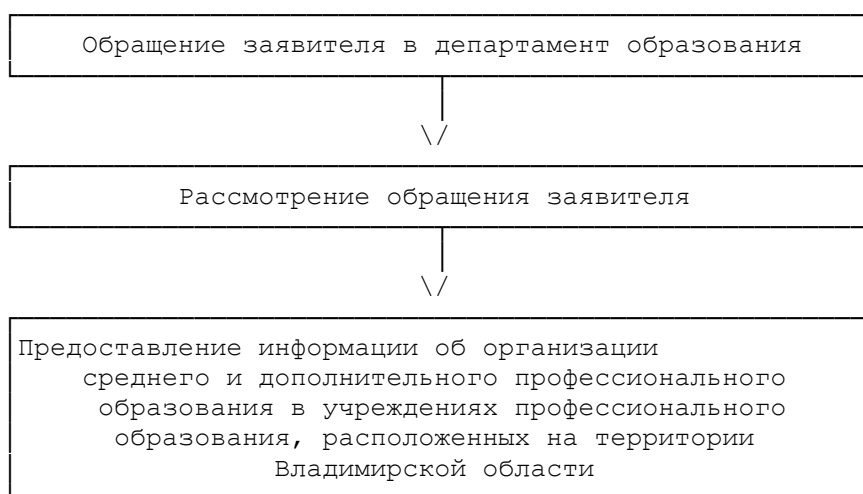 Обращение заявителя в департамент образования
Рассмотрение обращения заявителя
Предоставление информации об организации
среднего и дополнительного профессионального
образования в учреждениях профессионального
образования, расположенных на территории
Владимирской области